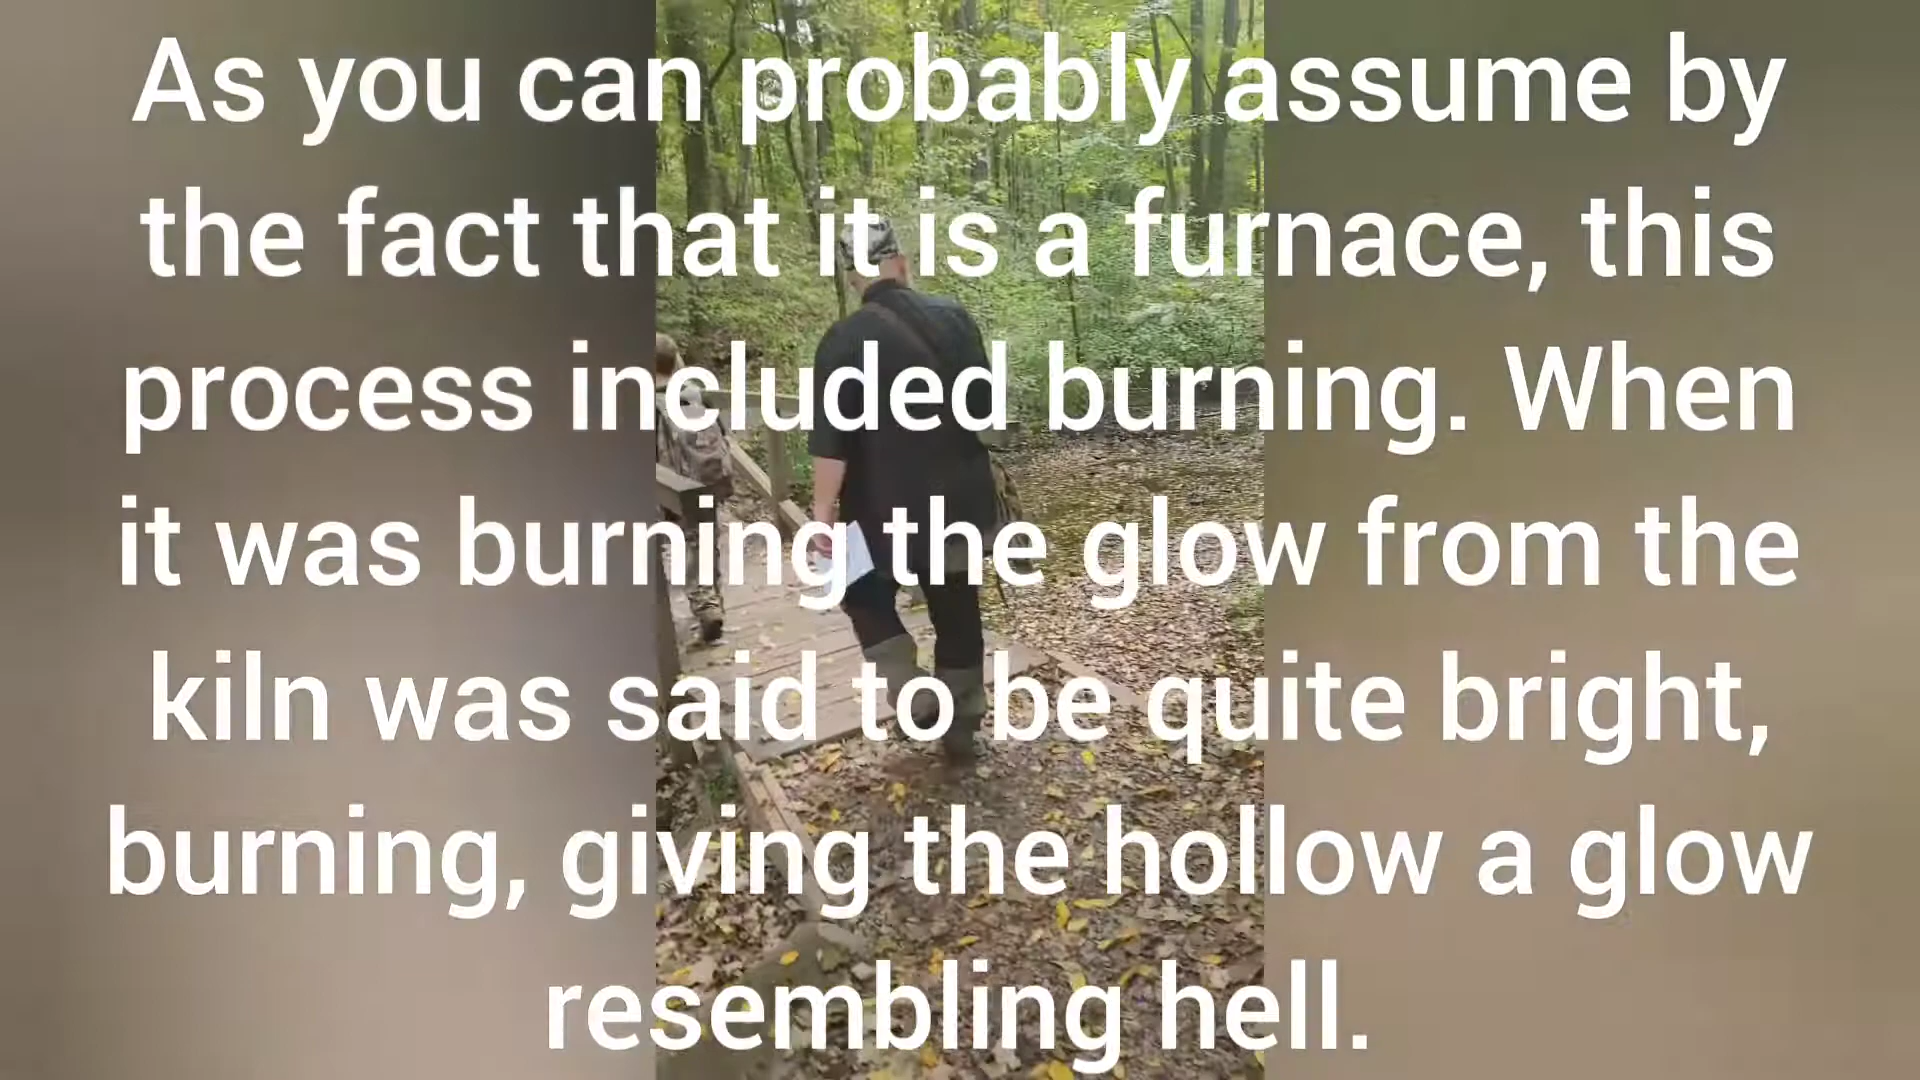 As you can probably assume by
the fact that it is a furnace, this
process included burning. When
it was burning the glow from the
kiln was said to be quite bright,
burning, giving the hollow a glow
resembling hell.